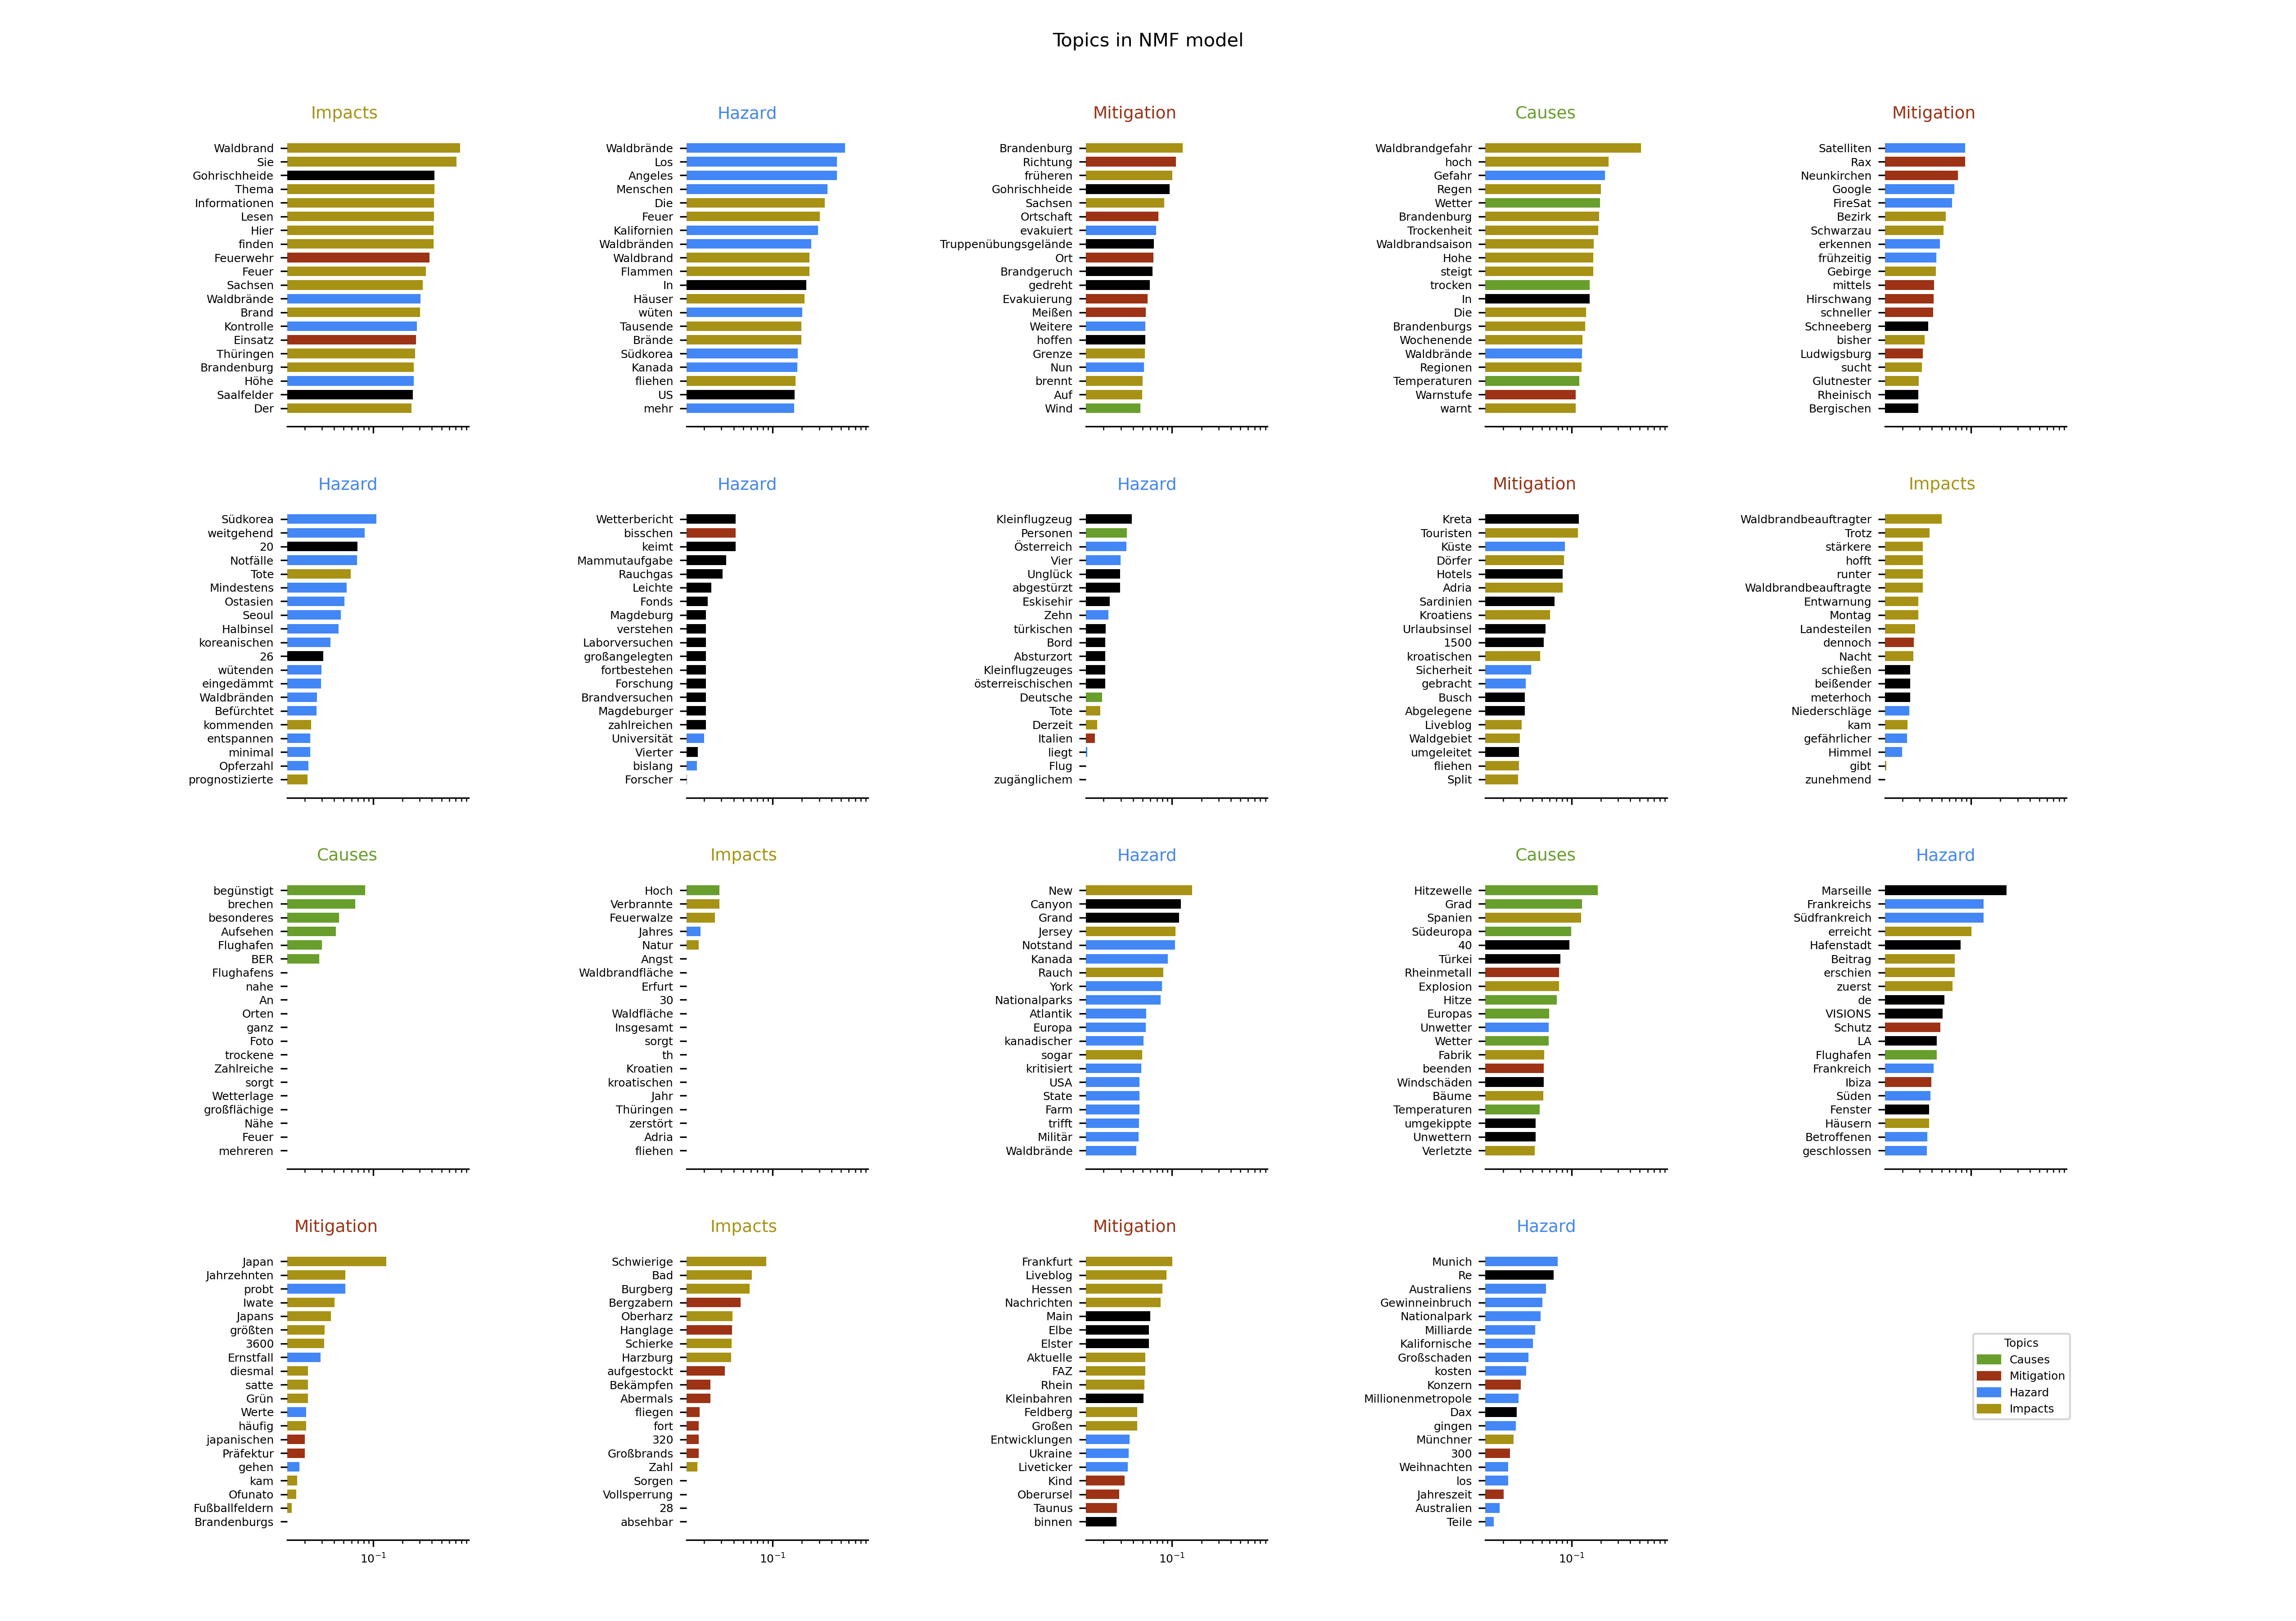 Topics in NMF model
Impacts
Waldbrand
Sie
Gohrischheide
Thema
Informationen
Lesen
Hier
finden
Feuerwehr
Feuer
Sachsen
Waldbrände
Brand
Kontrolle
Einsatz
Thüringen
Brandenburg
Höhe
Saalfelder
Der
Hazard
Waldbrände
Los
Angeles
Menschen
Die
Feuer
Kalifornien
Waldbränden
Waldbrand
Flammen
In
Häuser
wüten
Tausende
Brände
Südkorea
Kanada
fliehen
US
mehr
Mitigation
Brandenburg
Richtung
früheren
Gohrischheide
Sachsen
Ortschaft
evakuiert
Truppenübungsgelände
Ort
Brandgeruch
gedreht
Evakuierung
Meißen
Weitere
hoffen
Grenze
Nun
brennt
Auf
Wind
Causes
Waldbrandgefahr
hoch
Gefahr
Regen
Wetter
Brandenburg
Trockenheit
Waldbrandsaison
Hohe
steigt
trocken
In
Die
Brandenburgs
Wochenende
Waldbrände
Regionen
Temperaturen
Warnstufe
warnt
Mitigation
Satelliten
Rax
Neunkirchen
Google
FireSat
Bezirk
Schwarzau
erkennen
frühzeitig
Gebirge
mittels
Hirschwang
schneller
Schneeberg
bisher
Ludwigsburg
sucht
Glutnester
Rheinisch
Bergischen
Hazard
Südkorea
weitgehend
20
Notfälle
Tote
Mindestens
Ostasien
Seoul
Halbinsel
koreanischen
26
wütenden
eingedämmt
Waldbränden
Befürchtet
kommenden
entspannen
minimal
Opferzahl
prognostizierte
Hazard
Wetterbericht
bisschen
keimt
Mammutaufgabe
Rauchgas
Leichte
Fonds
Magdeburg
verstehen
Laborversuchen
großangelegten
fortbestehen
Forschung
Brandversuchen
Magdeburger
zahlreichen
Universität
Vierter
bislang
Forscher
Hazard
Kleinflugzeug
Personen
Österreich
Vier
Unglück
abgestürzt
Eskisehir
Zehn
türkischen
Bord
Absturzort
Kleinflugzeuges
österreischischen
Deutsche
Tote
Derzeit
Italien
liegt
Flug
zugänglichem
Mitigation
Kreta
Touristen
Küste
Dörfer
Hotels
Adria
Sardinien
Kroatiens
Urlaubsinsel
1500
kroatischen
Sicherheit
gebracht
Busch
Abgelegene
Liveblog
Waldgebiet
umgeleitet
fliehen
Split
Impacts
Waldbrandbeauftragter
Trotz
stärkere
hofft
runter
Waldbrandbeauftragte
Entwarnung
Montag
Landesteilen
dennoch
Nacht
schießen
beißender
meterhoch
Niederschläge
kam
gefährlicher
Himmel
gibt
zunehmend
Causes
begünstigt
brechen
besonderes
Aufsehen
Flughafen
BER
Flughafens
nahe
An
Orten
ganz
Foto
trockene
Zahlreiche
sorgt
Wetterlage
großflächige
Nähe
Feuer
mehreren
Impacts
Hoch
Verbrannte
Feuerwalze
Jahres
Natur
Angst
Waldbrandfläche
Erfurt
30
Waldfläche
Insgesamt
sorgt
th
Kroatien
kroatischen
Jahr
Thüringen
zerstört
Adria
fliehen
Hazard
New
Canyon
Grand
Jersey
Notstand
Kanada
Rauch
York
Nationalparks
Atlantik
Europa
kanadischer
sogar
kritisiert
USA
State
Farm
trifft
Militär
Waldbrände
Causes
Hitzewelle
Grad
Spanien
Südeuropa
40
Türkei
Rheinmetall
Explosion
Hitze
Europas
Unwetter
Wetter
Fabrik
beenden
Windschäden
Bäume
Temperaturen
umgekippte
Unwettern
Verletzte
Hazard
Marseille
Frankreichs
Südfrankreich
erreicht
Hafenstadt
Beitrag
erschien
zuerst
de
VISIONS
Schutz
LA
Flughafen
Frankreich
Ibiza
Süden
Fenster
Häusern
Betroffenen
geschlossen
Mitigation
Japan
Jahrzehnten
probt
Iwate
Japans
größten
3600
Ernstfall
diesmal
satte
Grün
Werte
häufig
japanischen
Präfektur
gehen
kam
Ofunato
Fußballfeldern
Brandenburgs
10⁻¹
Impacts
Schwierige
Bad
Burgberg
Bergzabern
Oberharz
Hanglage
Schierke
Harzburg
aufgestockt
Bekämpfen
Abermals
fliegen
fort
320
Großbrands
Zahl
Sorgen
Vollsperrung
28
absehbar
10⁻¹
Mitigation
Frankfurt
Liveblog
Hessen
Nachrichten
Main
Elbe
Elster
Aktuelle
FAZ
Rhein
Kleinbahren
Feldberg
Großen
Entwicklungen
Ukraine
Liveticker
Kind
Oberursel
Taunus
binnen
10⁻¹
Hazard
Munich
Re
Australiens
Gewinneinbruch
Nationalpark
Milliarde
Kalifornische
Großschaden
kosten
Konzern
Millionenmetropole
Dax
gingen
Münchner
300
Weihnachten
los
Jahreszeit
Australien
Teile
10⁻¹
Topics
Causes
Mitigation
Hazard
Impacts